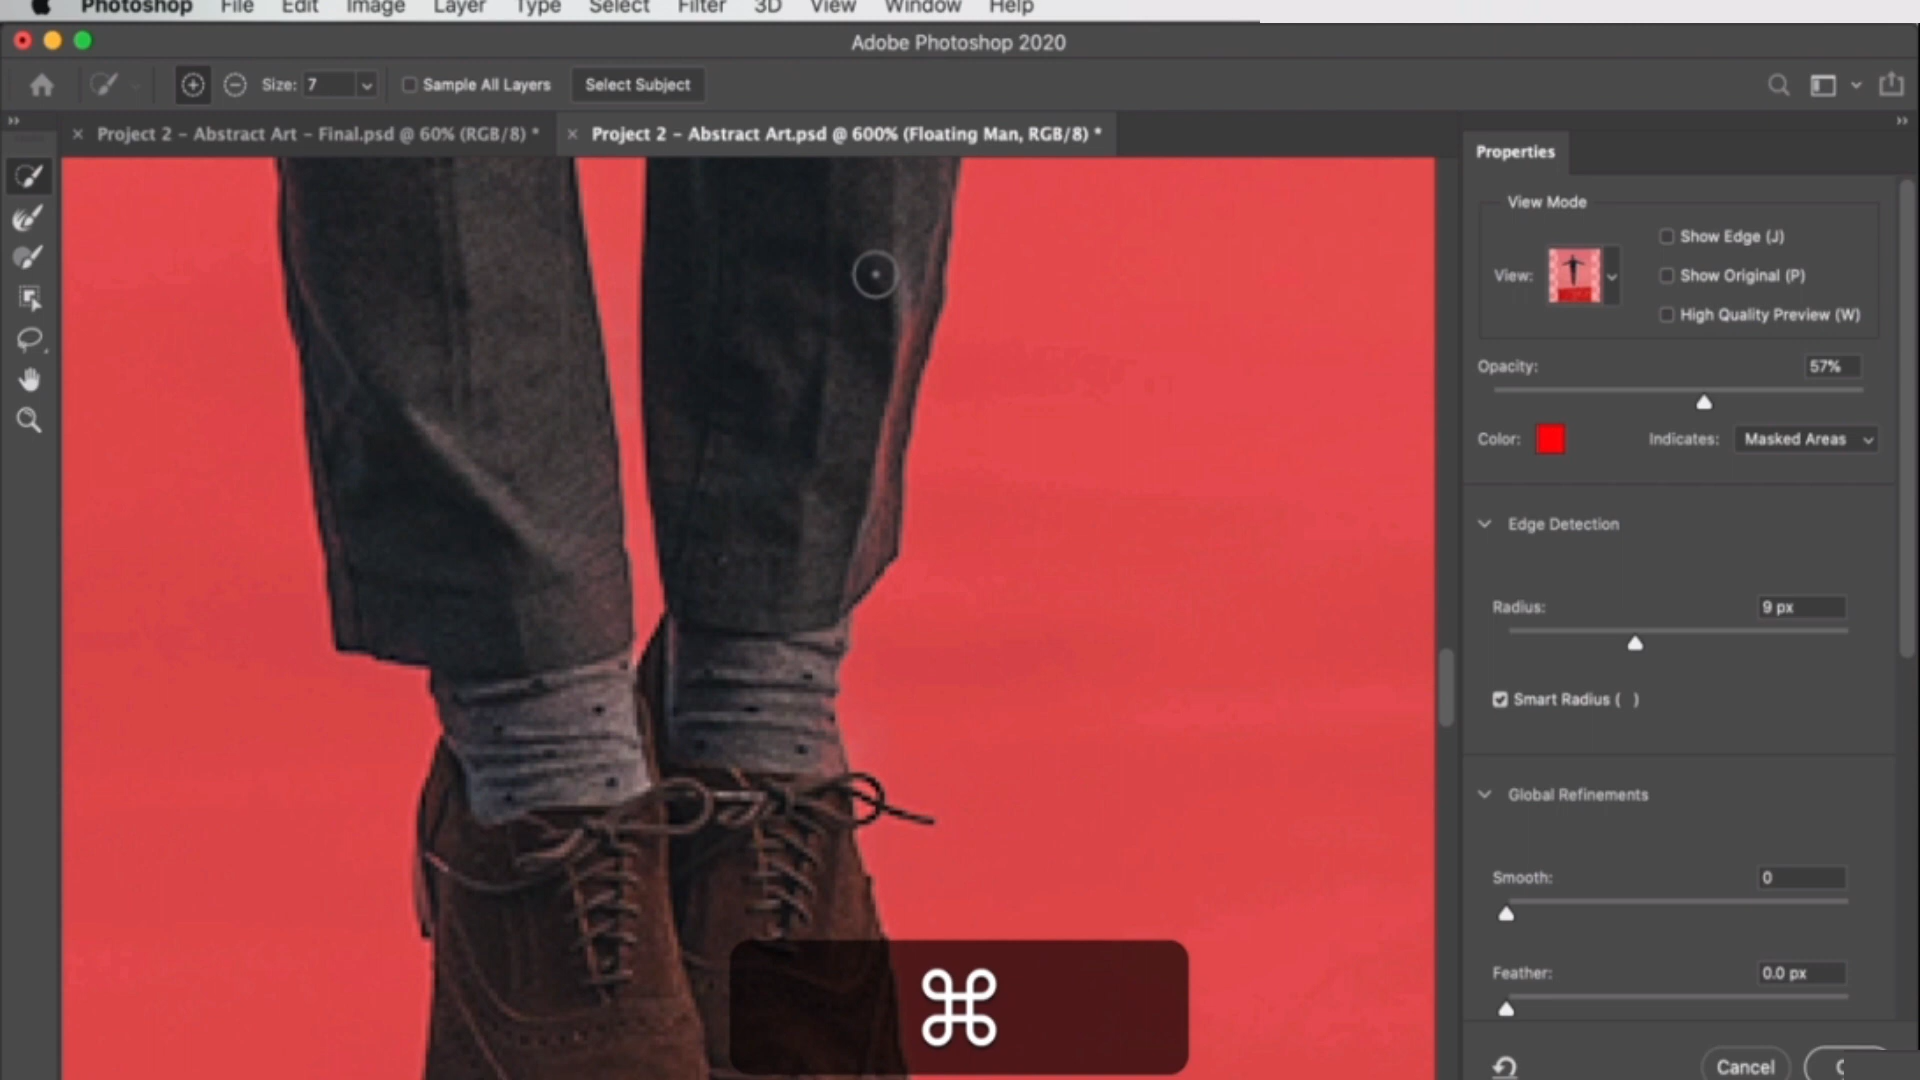 Photoshop File Edit Image Layer Type Select Filter 3D View Window Help
Adobe Photoshop 2020
Size: 7 Sample All Layers Select Subject
× Project 2 - Abstract Art - Final.psd @ 60% (RGB/8) *
× Project 2 - Abstract Art.psd @ 600% (Floating Man, RGB/8) *
Properties
View Mode
Show Edge (J)
View: Show Original (P)
High Quality Preview (W)
Opacity: 57%
Color: Indicates: Masked Areas
Edge Detection
Radius: 9 px
Smart Radius ( )
Global Refinements
Smooth: 0
Feather: 0.0 px
⌘
Cancel